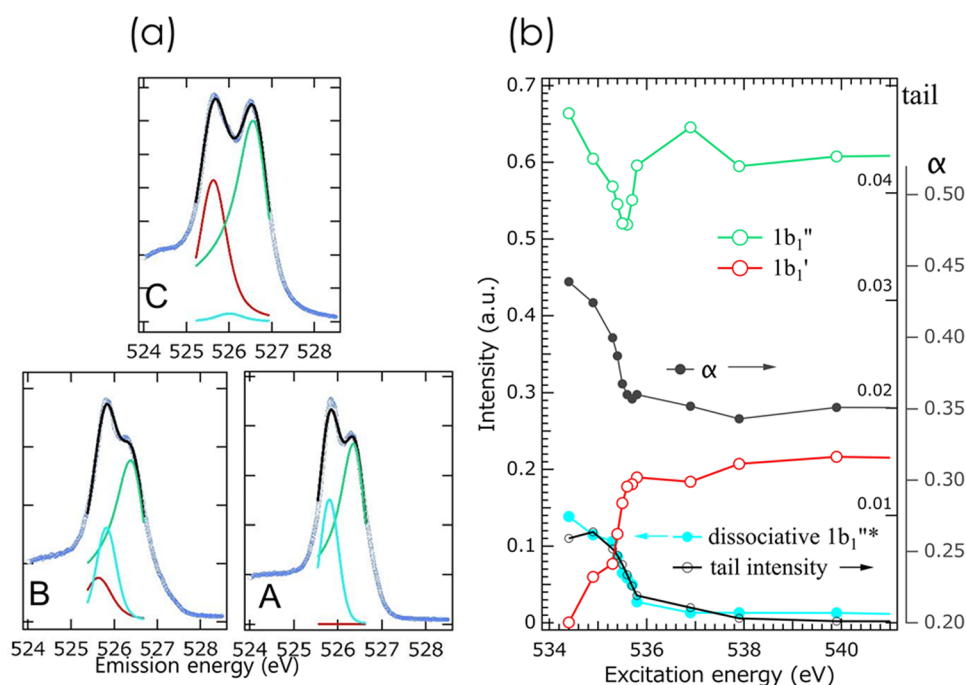 (a)
(b)
C
524 525 526 527 528
B
A
524 525 526 527 528
524 525 526 527 528
Emission energy (eV)
0.7
0.6
0.5
0.4
0.3
0.2
0.1
0
Intensity (a.u.)
1b₁''
1b₁'
α
dissociative 1b₁''*
tail intensity
534 536 538 540
Excitation energy (eV)
tail
0.04
0.03
0.02
0.01
α
0.50
0.45
0.40
0.35
0.30
0.25
0.20